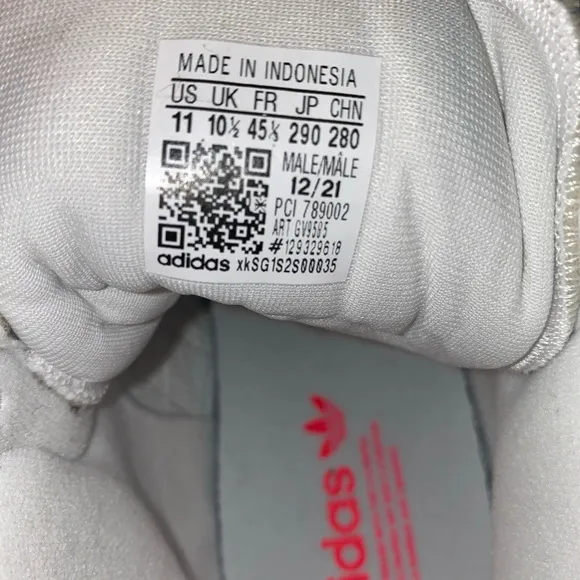 MADE IN INDONESIA
US UK FR JP CHN
11 10½ 45⅓ 290 280
MALE/MÂLE
12/21
PCI 789002
ART GV9505
#129329618
adidas xkSG1S2S00035
adidas